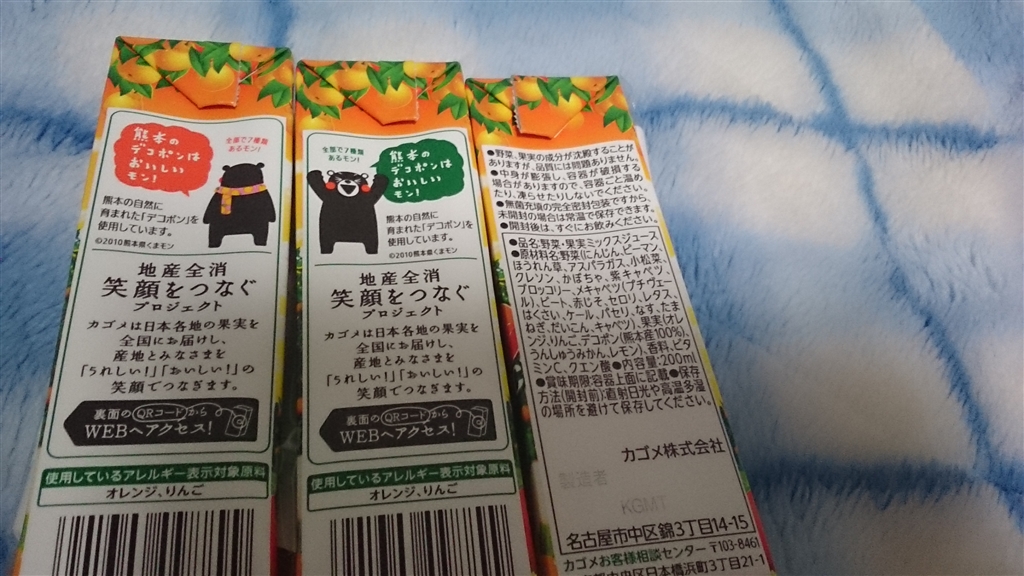 熊本の
デコポンは
おいしい
モン!
全部で7種類
あるモン!
熊本の自然に
育まれた「デコポン」を
使用しています。
©2010熊本県くまモン
地産全消
笑顔をつなぐ
プロジェクト
カゴメは日本各地の果実を
全国にお届けし、
産地とみなさまを
「うれしい!」「おいしい!」の
笑顔でつなぎます。
裏面のQRコードから
WEBへアクセス!
使用しているアレルギー表示対象原料
オレンジ、りんご
全部で7種類
あるモン!
熊本の
デコポンは
おいしい
モン!
熊本の自然に
育まれた「デコポン」を
使用しています。
©2010熊本県くまモン
地産全消
笑顔をつなぐ
プロジェクト
カゴメは日本各地の果実を
全国にお届けし、
産地とみなさまを
「うれしい!」「おいしい!」の
笑顔でつなぎます。
裏面のQRコードから
WEBへアクセス!
使用しているアレルギー表示対象原料
オレンジ、りんご
●野菜、果実の成分が沈殿することが
ありますが、品質には問題ありません。
●中身が膨張し、容器が破損する
場合がありますので、容器ごと温め
たり、凍らせたりしないでください。
●無菌充填の完全密封包装ですから、
未開封の場合は常温で保存できます。
●開封後は、すぐにお飲みください。
●品名:野菜・果実ミックスジュース
●原材料名:野菜(にんじん、ピーマン、
ほうれん草、アスパラガス、小松菜、
クレソン、かぼちゃ、紫キャベツ、
ブロッコリー、メキャベツ(プチヴェー
ル)、ビート、赤じそ、セロリ、レタス、
はくさい、ケール、パセリ、なす、たま
ねぎ、だいこん、キャベツ)、果実(オレ
ンジ、りんご、デコポン(熊本産100%)、
うんしゅうみかん、レモン)、香料、ビタ
ミンC、クエン酸●内容量:200ml
●賞味期限:容器上面に記載●保存
方法:(開封前)直射日光や高温多湿
の場所を避けて保存してください。
カゴメ株式会社
製造者
KGMT
名古屋市中区錦3丁目14-15
カゴメお客様相談センター 〒103-8461
中央区日本橋浜町3丁目21-1